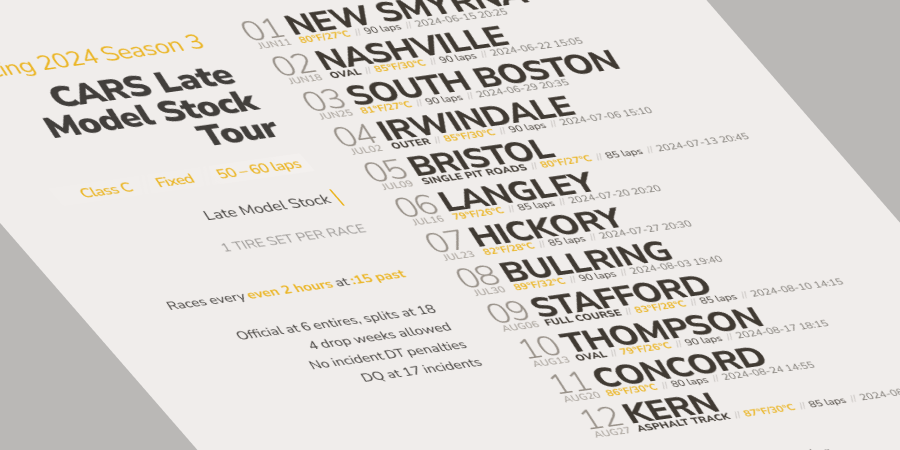 ing 2024 Season 3
CARS Late
Model Stock
Tour
Class C Fixed 50–60 laps
Late Model Stock
1 TIRE SET PER RACE
Races every even 2 hours at :15 past
Official at 6 entires, splits at 18
4 drop weeks allowed
No incident DT penalties
DQ at 17 incidents
01 NEW SMYRNA
JUN11 80°F/27°C // 90 laps // 2024-06-15 20:25
02 NASHVILLE
JUN18 OVAL // 85°F/30°C // 90 laps // 2024-06-22 15:05
03 SOUTH BOSTON
JUN25 81°F/27°C // 90 laps // 2024-06-29 20:35
04 IRWINDALE
JUL02 OUTER // 85°F/30°C // 90 laps // 2024-07-06 15:10
05 BRISTOL
JUL09 SINGLE PIT ROADS // 80°F/27°C // 85 laps // 2024-07-13 20:45
06 LANGLEY
JUL16 79°F/26°C // 85 laps // 2024-07-20 20:20
07 HICKORY
JUL23 82°F/28°C // 85 laps // 2024-07-27 20:30
08 BULLRING
JUL30 89°F/32°C // 90 laps // 2024-08-03 19:40
09 STAFFORD
AUG06 FULL COURSE // 83°F/28°C // 85 laps // 2024-08-10 14:15
10 THOMPSON
AUG13 OVAL // 79°F/26°C // 90 laps // 2024-08-17 18:15
11 CONCORD
AUG20 86°F/30°C // 80 laps // 2024-08-24 14:55
12 KERN
AUG27 ASPHALT TRACK // 87°F/30°C // 85 laps // 2024-08